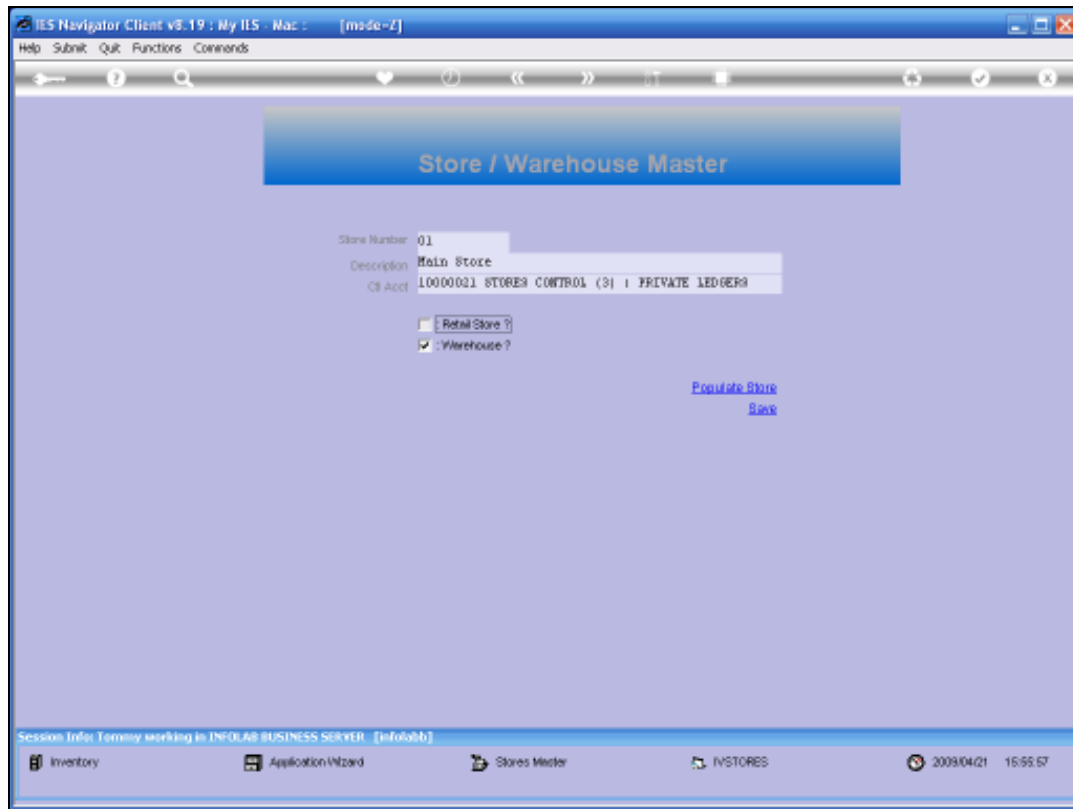 IES Navigator Client v8.19 : My IES - Mac : [mode=Z]
Help Submit Quit Functions Commands
Store / Warehouse Master
Store Number 01
Description Main Store
Ctl Acct 10000021 STORES CONTROL (3) : PRIVATE LEDGERS
: Retail Store ?
: Warehouse ?
Populate Store
Save
Session Info: Tommy working in INFOLAB BUSINESS SERVER [infolabb]
Inventory Application Wizard Stores Master IVSTORES 2009/04/21 15:55:57